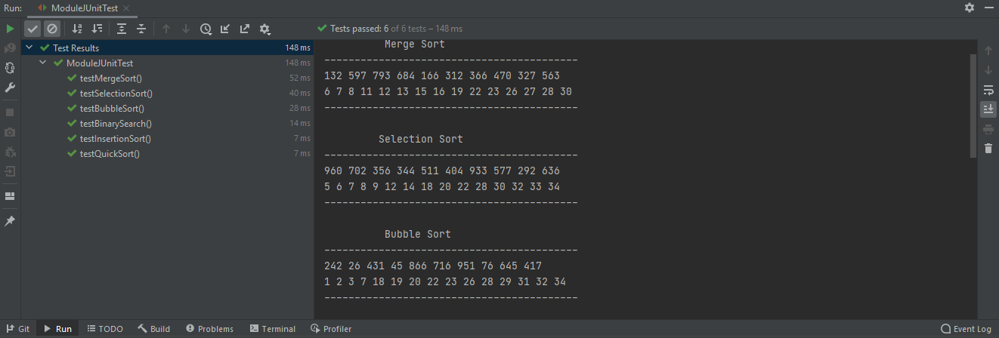 Run: ModuleJUnitTest
Tests passed: 6 of 6 tests – 148 ms
Test Results 148 ms
ModuleJUnitTest 148 ms
testMergeSort() 52 ms
testSelectionSort() 40 ms
testBubbleSort() 28 ms
testBinarySearch() 14 ms
testInsertionSort() 7 ms
testQuickSort() 7 ms
Merge Sort
------------------------------------------
132 597 793 684 166 312 366 470 327 563
6 7 8 11 12 13 15 16 19 22 23 26 27 28 30
------------------------------------------
Selection Sort
------------------------------------------
960 702 356 344 511 404 933 577 292 636
5 6 7 8 9 12 14 18 20 22 28 30 32 33 34
------------------------------------------
Bubble Sort
------------------------------------------
242 26 431 45 866 716 951 76 645 417
1 2 3 7 18 19 20 22 23 26 28 29 31 32 34
------------------------------------------
Git Run TODO Build Problems Terminal Profiler Event Log